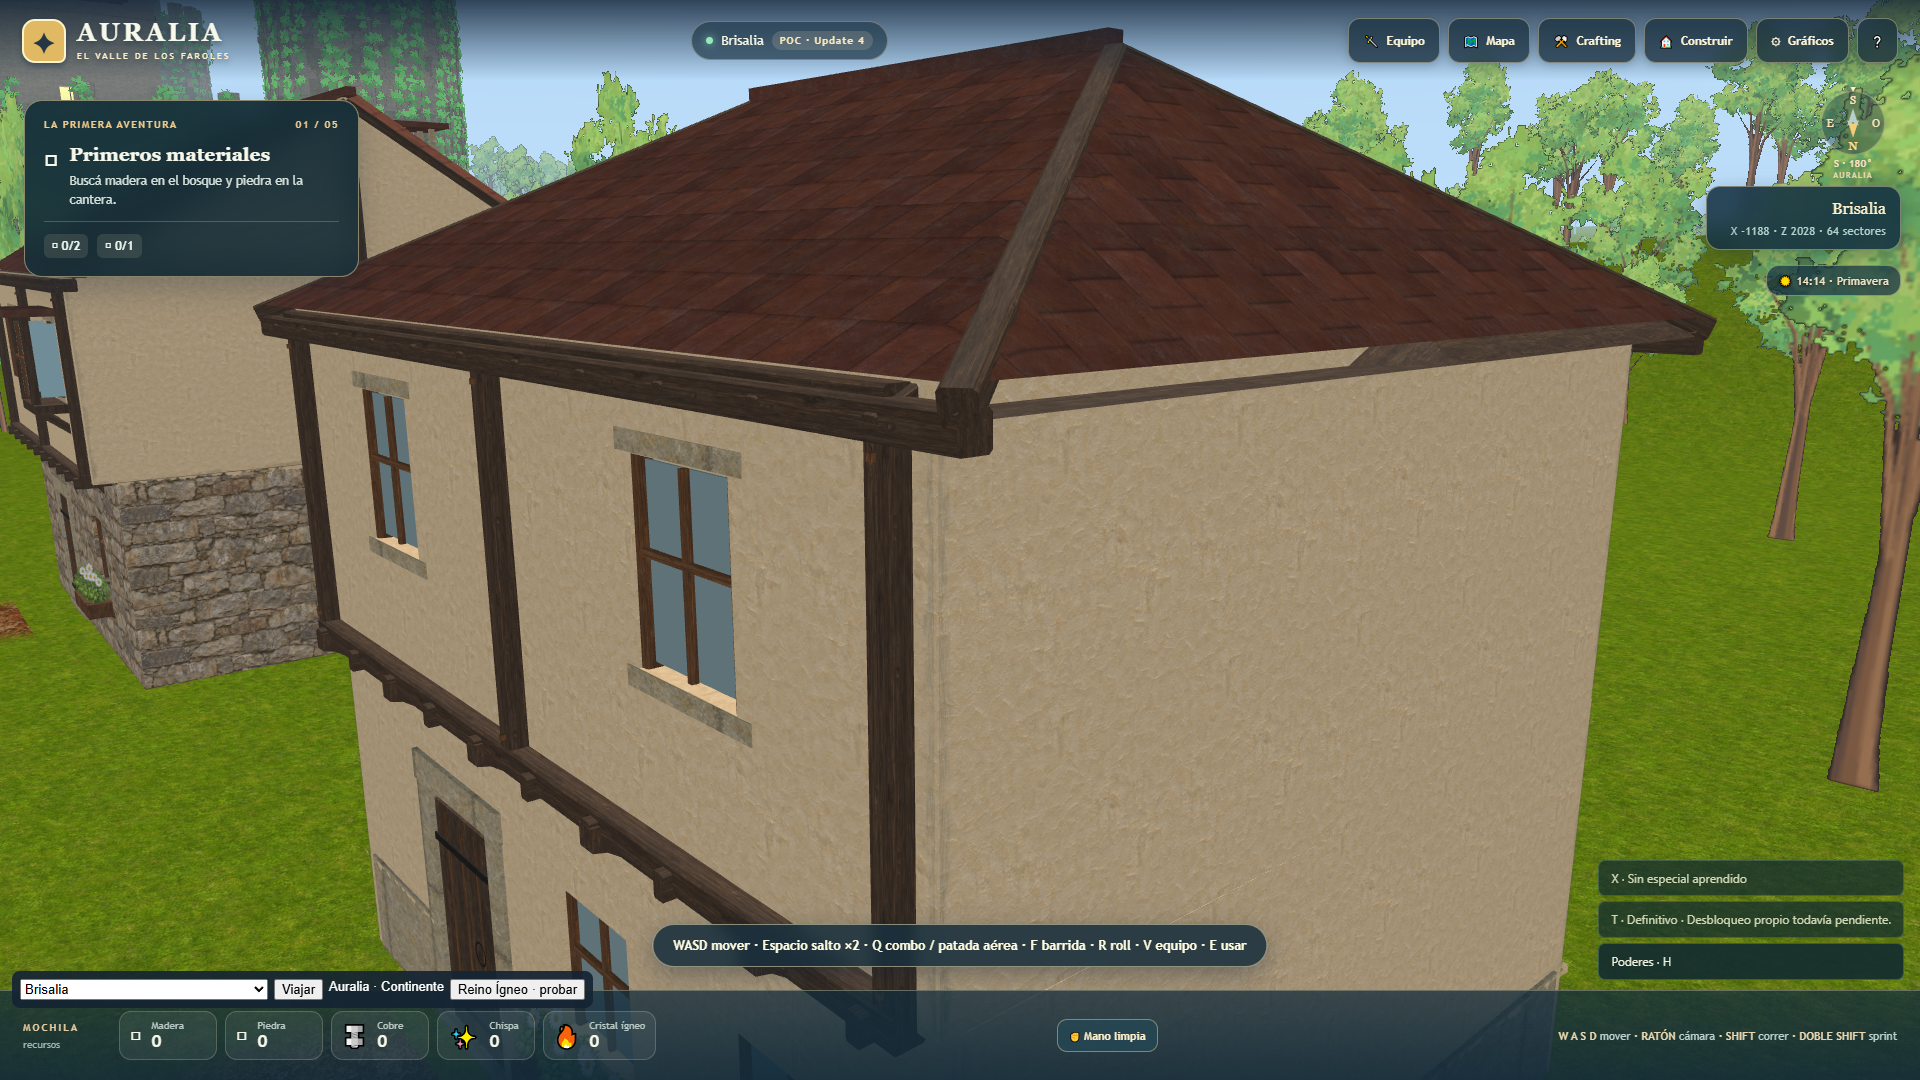 AURALIA
EL VALLE DE LOS FAROLES
Brisalia
POC · Update 4
Equipo
Mapa
Crafting
Construir
Gráficos
?
LA PRIMERA AVENTURA
01 / 05
Primeros materiales
Buscá madera en el bosque y piedra en la
cantera.
0/2
0/1
S
E
O
N
S · 180°
AURALIA
Brisalia
X -1188 · Z 2028 · 64 sectores
14:14 · Primavera
X · Sin especial aprendido
T · Definitivo · Desbloqueo propio todavía pendiente.
Poderes · H
WASD mover · Espacio salto ×2 · Q combo / patada aérea · F barrida · R roll · V equipo · E usar
Brisalia
Viajar
Auralia · Continente
Reino Ígneo · probar
MOCHILA
recursos
Madera
0
Piedra
0
Cobre
0
Chispa
0
Cristal ígneo
0
Mano limpia
W A S D mover · RATÓN cámara · SHIFT correr · DOBLE SHIFT sprint